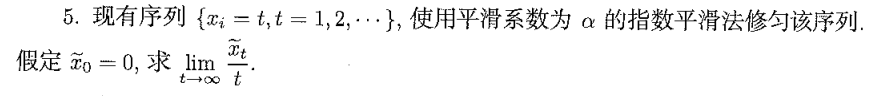 5. 现有序列 {x_i = t, t = 1, 2, ⋯}, 使用平滑系数为 α 的指数平滑法修匀该序列.
假定 x̃_0 = 0, 求 lim_{t→∞} x̃_t / t.